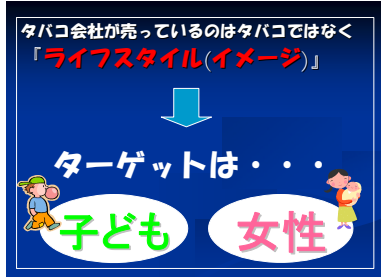 タバコ会社が売っているのはタバコではなく
『ライフスタイル(イメージ)』
ターゲットは・・・
子ども 女性